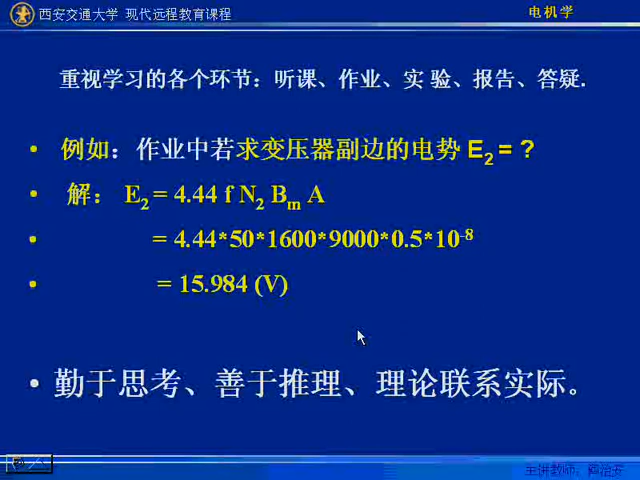 西安交通大学 现代远程教育课程
电机学
重视学习的各个环节：听课、作业、实 验、报告、答疑.
• 例如：作业中若求变压器副边的电势 E₂ = ?
• 解： E₂ = 4.44 f N₂ Bₘ A
• = 4.44*50*1600*9000*0.5*10⁻⁸
• = 15.984 (V)
• 勤于思考、善于推理、理论联系实际。
主讲教师：阎治安